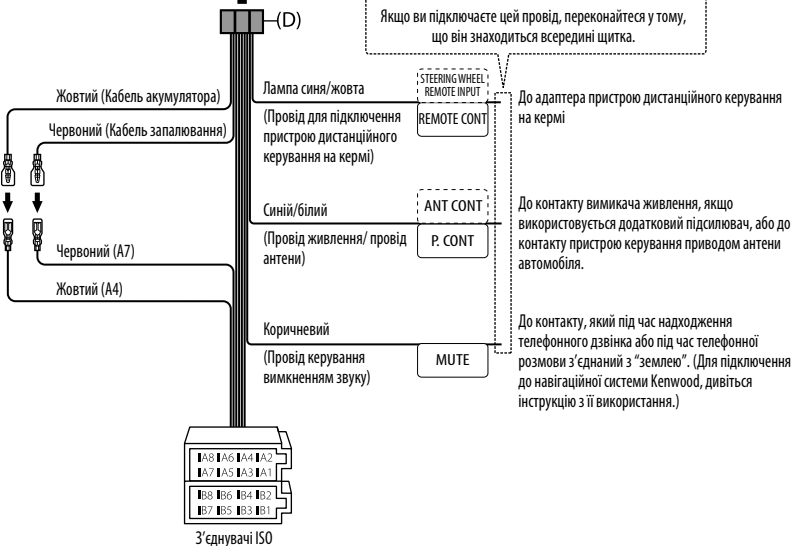 (D)
Якщо ви підключаєте цей провід, переконайтеся у тому,
що він знаходиться всередині щитка.
Жовтий (Кабель акумулятора)
Червоний (Кабель запалювання)
Червоний (A7)
Жовтий (A4)
Лампа синя/жовта
(Провід для підключення
пристрою дистанційного
керування на кермі)
STEERING WHEEL
REMOTE INPUT
REMOTE CONT
До адаптера пристрою дистанційного керування
на кермі
Синій/білий
(Провід живлення/ провід
антени)
ANT CONT
P. CONT
До контакту вимикача живлення, якщо
використовується додатковий підсилювач, або до
контакту пристрою керування приводом антени
автомобіля.
Коричневий
(Провід керування
вимкненням звуку)
MUTE
До контакту, який під час надходження
телефонного дзвінка або під час телефонної
розмови з’єднаний з “землею”. (Для підключення
до навігаційної системи Kenwood, дивіться
інструкцію з її використання.)
A8 A6 A4 A2
A7 A5 A3 A1
B8 B6 B4 B2
B7 B5 B3 B1
З’єднувачі ISO